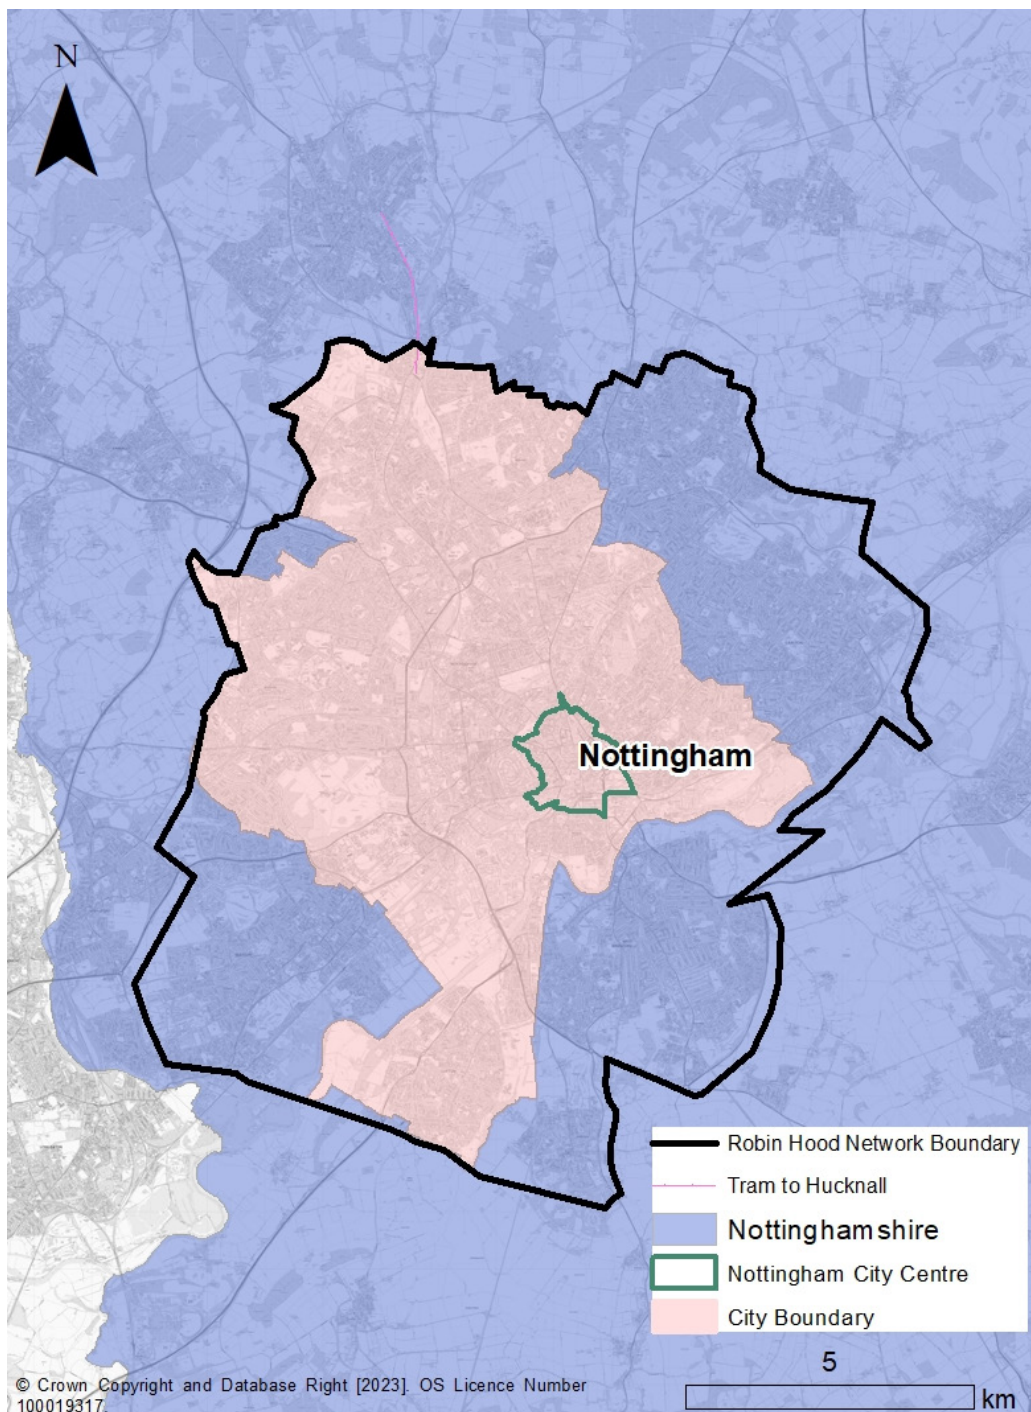 N
Nottingham
Robin Hood Network Boundary
Tram to Hucknall
Nottinghamshire
Nottingham City Centre
City Boundary
5
km
© Crown Copyright and Database Right [2023]. OS Licence Number
100019317.